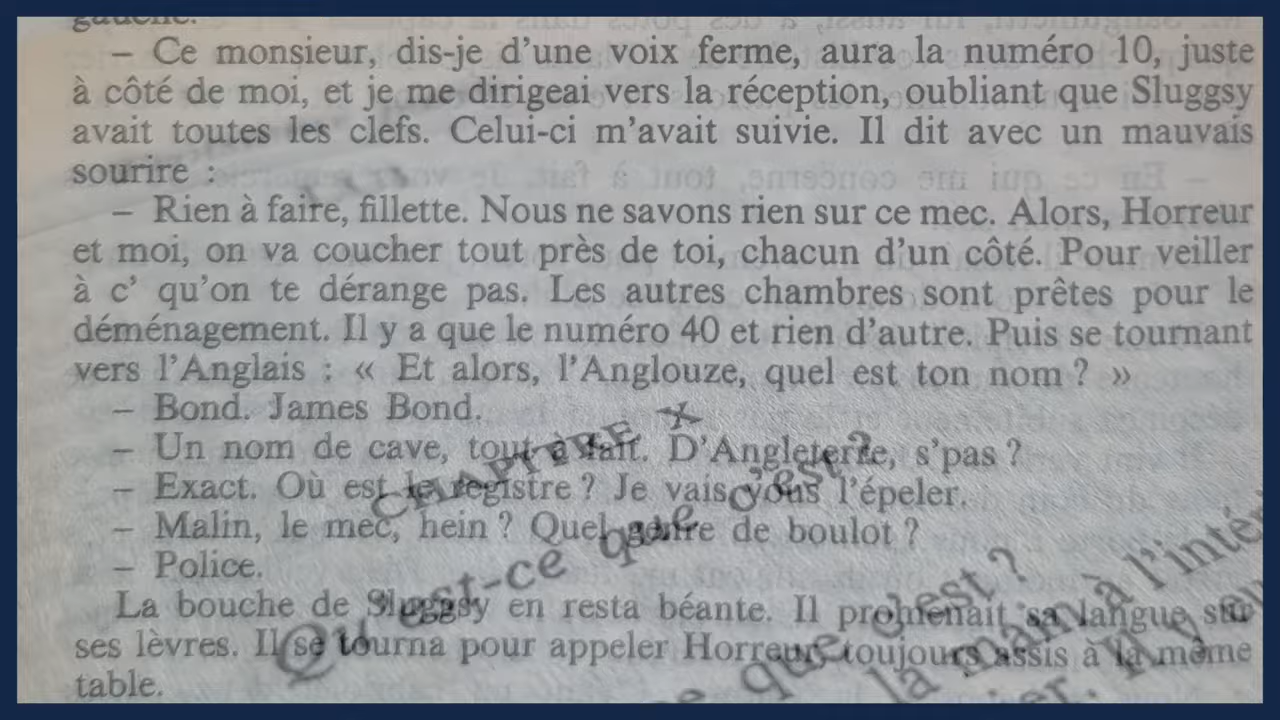 gauche.
– Ce monsieur, dis-je d'une voix ferme, aura la numéro 10, juste
à côté de moi, et je me dirigeai vers la réception, oubliant que Sluggsy
avait toutes les clefs. Celui-ci m'avait suivie. Il dit avec un mauvais
sourire :
– Rien à faire, fillette. Nous ne savons rien sur ce mec. Alors, Horreur
et moi, on va coucher tout près de toi, chacun d'un côté. Pour veiller
à c' qu'on te dérange pas. Les autres chambres sont prêtes pour le
déménagement. Il y a que le numéro 40 et rien d'autre. Puis se tournant
vers l'Anglais : « Et alors, l'Anglouze, quel est ton nom ? »
– Bond. James Bond.
– Un nom de cave, tout à fait. D'Angleterre, s'pas ?
– Exact. Où est le registre ? Je vais vous l'épeler.
– Malin, le mec, hein ? Quel genre de boulot ?
– Police.
La bouche de Sluggsy en resta béante. Il promenait sa langue sur
ses lèvres. Il se tourna pour appeler Horreur, toujours assis à la même
table.
CHAPITRE X
Qu'est-ce que c'est ?
que c'est ?
la main à l'inté